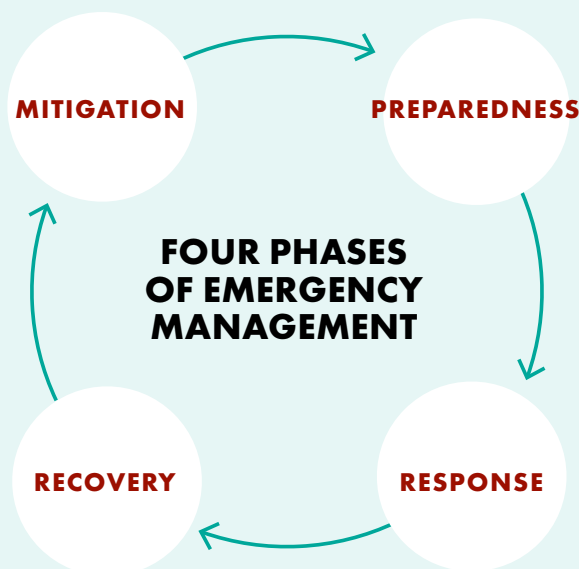 MITIGATION
PREPAREDNESS
FOUR PHASES
OF EMERGENCY
MANAGEMENT
RECOVERY
RESPONSE